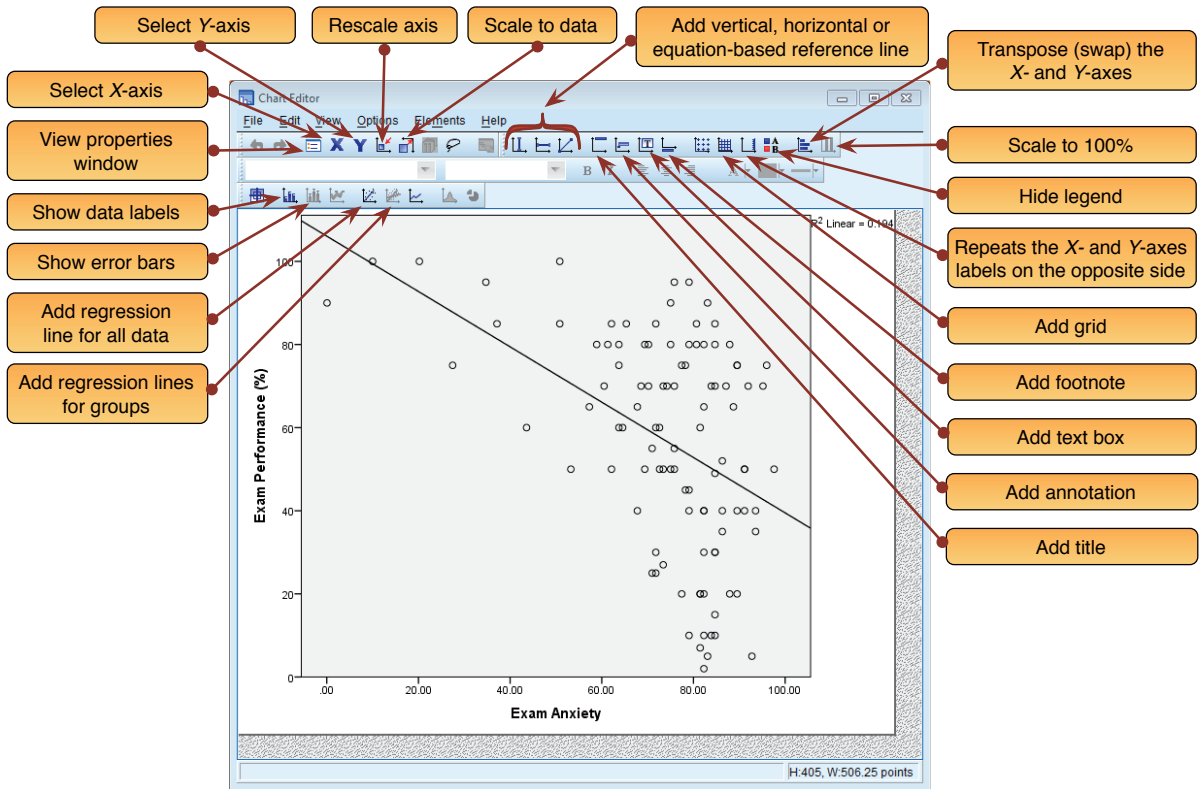 Select Y-axis
Rescale axis
Scale to data
Add vertical, horizontal or
equation-based reference line
Transpose (swap) the
X- and Y-axes
Select X-axis
View properties
window
Show data labels
Show error bars
Add regression
line for all data
Add regression lines
for groups
Chart Editor
File Edit View Options Elements Help
X Y
B I
A
R2 Linear = 0.194
100
80
60
40
20
0
Exam Performance (%)
.00 20.00 40.00 60.00 80.00 100.00
Exam Anxiety
H:405, W:506.25 points
Scale to 100%
Hide legend
Repeats the X- and Y-axes
labels on the opposite side
Add grid
Add footnote
Add text box
Add annotation
Add title